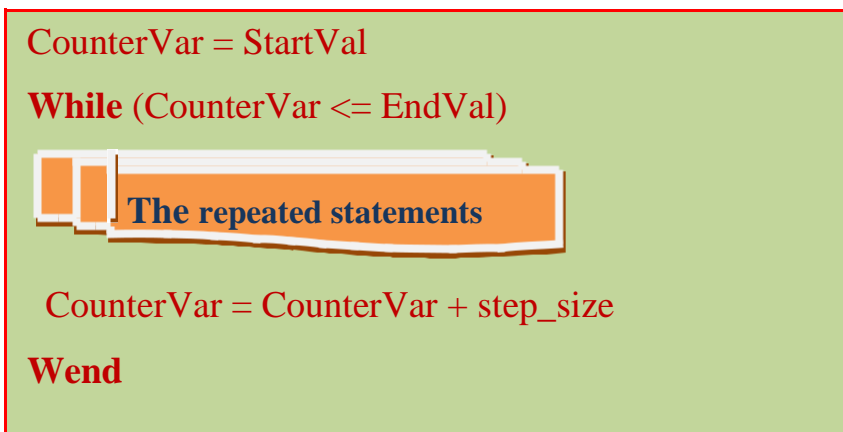 CounterVar = StartVal
While (CounterVar <= EndVal)
The repeated statements
CounterVar = CounterVar + step_size
Wend